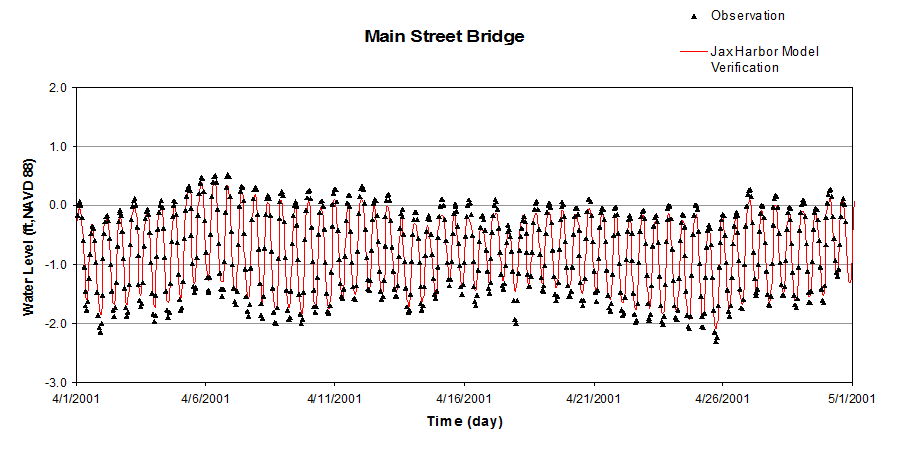 Main Street Bridge
Observation
Jax Harbor Model
Verification
2.0
1.0
0.0
-1.0
-2.0
-3.0
Water Level (ft,NAVD 88)
4/1/2001 4/6/2001 4/11/2001 4/16/2001 4/21/2001 4/26/2001 5/1/2001
Time (day)